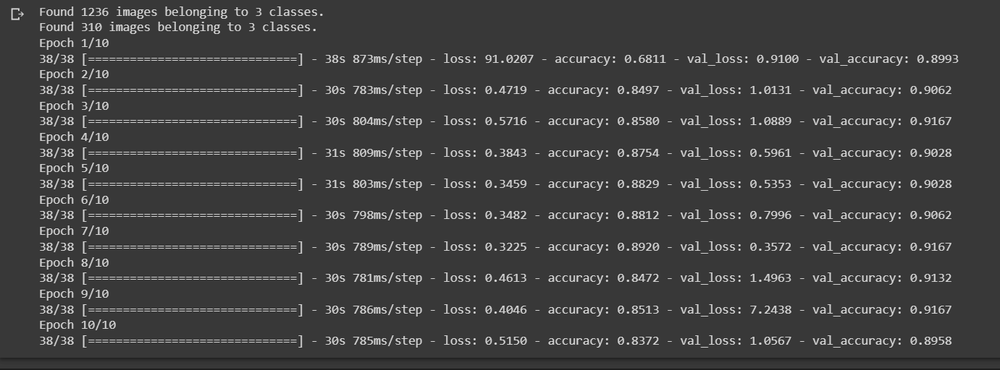 Found 1236 images belonging to 3 classes.
Found 310 images belonging to 3 classes.
Epoch 1/10
38/38 [==============================] - 38s 873ms/step - loss: 91.0207 - accuracy: 0.6811 - val_loss: 0.9100 - val_accuracy: 0.8993
Epoch 2/10
38/38 [==============================] - 30s 783ms/step - loss: 0.4719 - accuracy: 0.8497 - val_loss: 1.0131 - val_accuracy: 0.9062
Epoch 3/10
38/38 [==============================] - 30s 804ms/step - loss: 0.5716 - accuracy: 0.8580 - val_loss: 1.0889 - val_accuracy: 0.9167
Epoch 4/10
38/38 [==============================] - 31s 809ms/step - loss: 0.3843 - accuracy: 0.8754 - val_loss: 0.5961 - val_accuracy: 0.9028
Epoch 5/10
38/38 [==============================] - 31s 803ms/step - loss: 0.3459 - accuracy: 0.8829 - val_loss: 0.5353 - val_accuracy: 0.9028
Epoch 6/10
38/38 [==============================] - 30s 798ms/step - loss: 0.3482 - accuracy: 0.8812 - val_loss: 0.7996 - val_accuracy: 0.9062
Epoch 7/10
38/38 [==============================] - 30s 789ms/step - loss: 0.3225 - accuracy: 0.8920 - val_loss: 0.3572 - val_accuracy: 0.9167
Epoch 8/10
38/38 [==============================] - 30s 781ms/step - loss: 0.4613 - accuracy: 0.8472 - val_loss: 1.4963 - val_accuracy: 0.9132
Epoch 9/10
38/38 [==============================] - 30s 786ms/step - loss: 0.4046 - accuracy: 0.8513 - val_loss: 7.2438 - val_accuracy: 0.9167
Epoch 10/10
38/38 [==============================] - 30s 785ms/step - loss: 0.5150 - accuracy: 0.8372 - val_loss: 1.0567 - val_accuracy: 0.8958